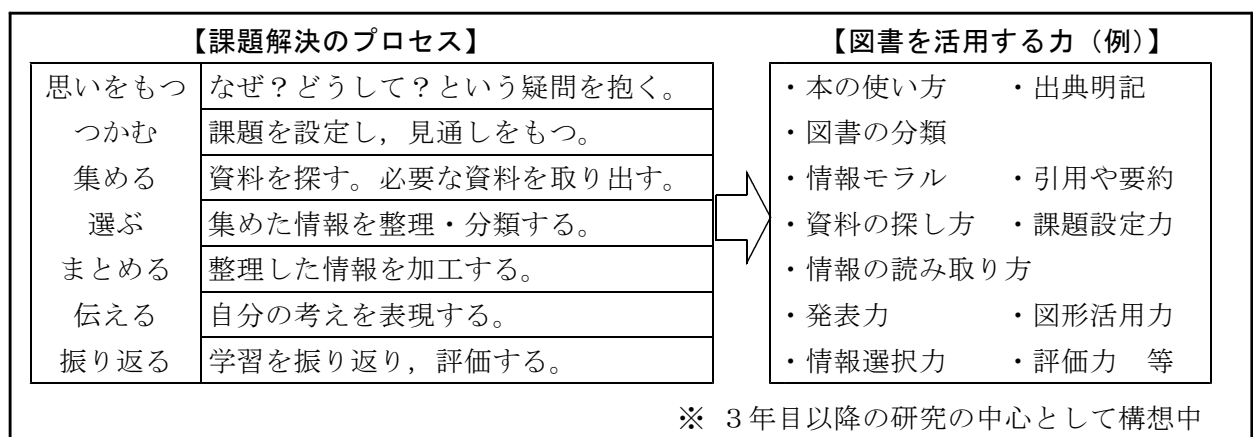 【課題解決のプロセス】
思いをもつ なぜ？どうして？という疑問を抱く。
つかむ 課題を設定し，見通しをもつ。
集める 資料を探す。必要な資料を取り出す。
選ぶ 集めた情報を整理・分類する。
まとめる 整理した情報を加工する。
伝える 自分の考えを表現する。
振り返る 学習を振り返り，評価する。
【図書を活用する力（例）】
・本の使い方 ・出典明記
・図書の分類
・情報モラル ・引用や要約
・資料の探し方 ・課題設定力
・情報の読み取り方
・発表力 ・図形活用力
・情報選択力 ・評価力 等
※ ３年目以降の研究の中心として構想中